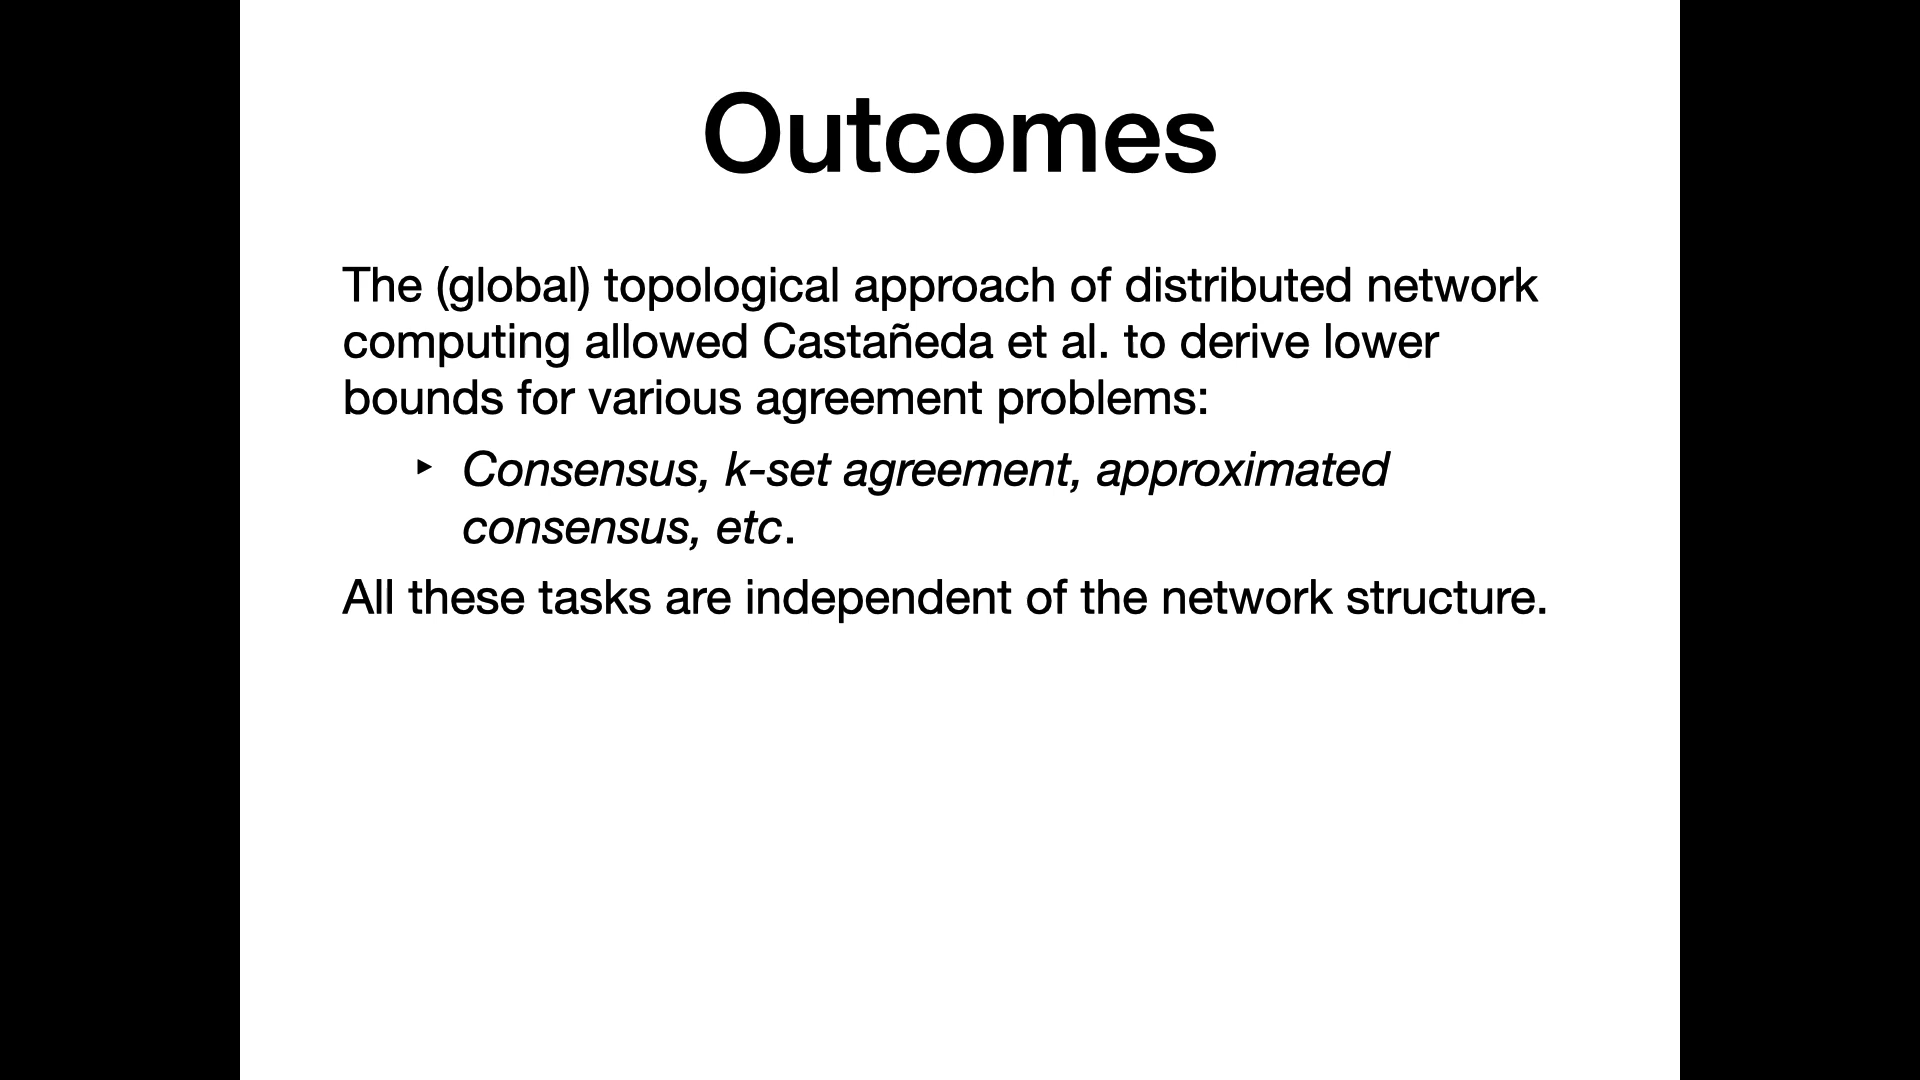 Outcomes
The (global) topological approach of distributed network
computing allowed Castañeda et al. to derive lower
bounds for various agreement problems:
‣ Consensus, k-set agreement, approximated
consensus, etc.
All these tasks are independent of the network structure.